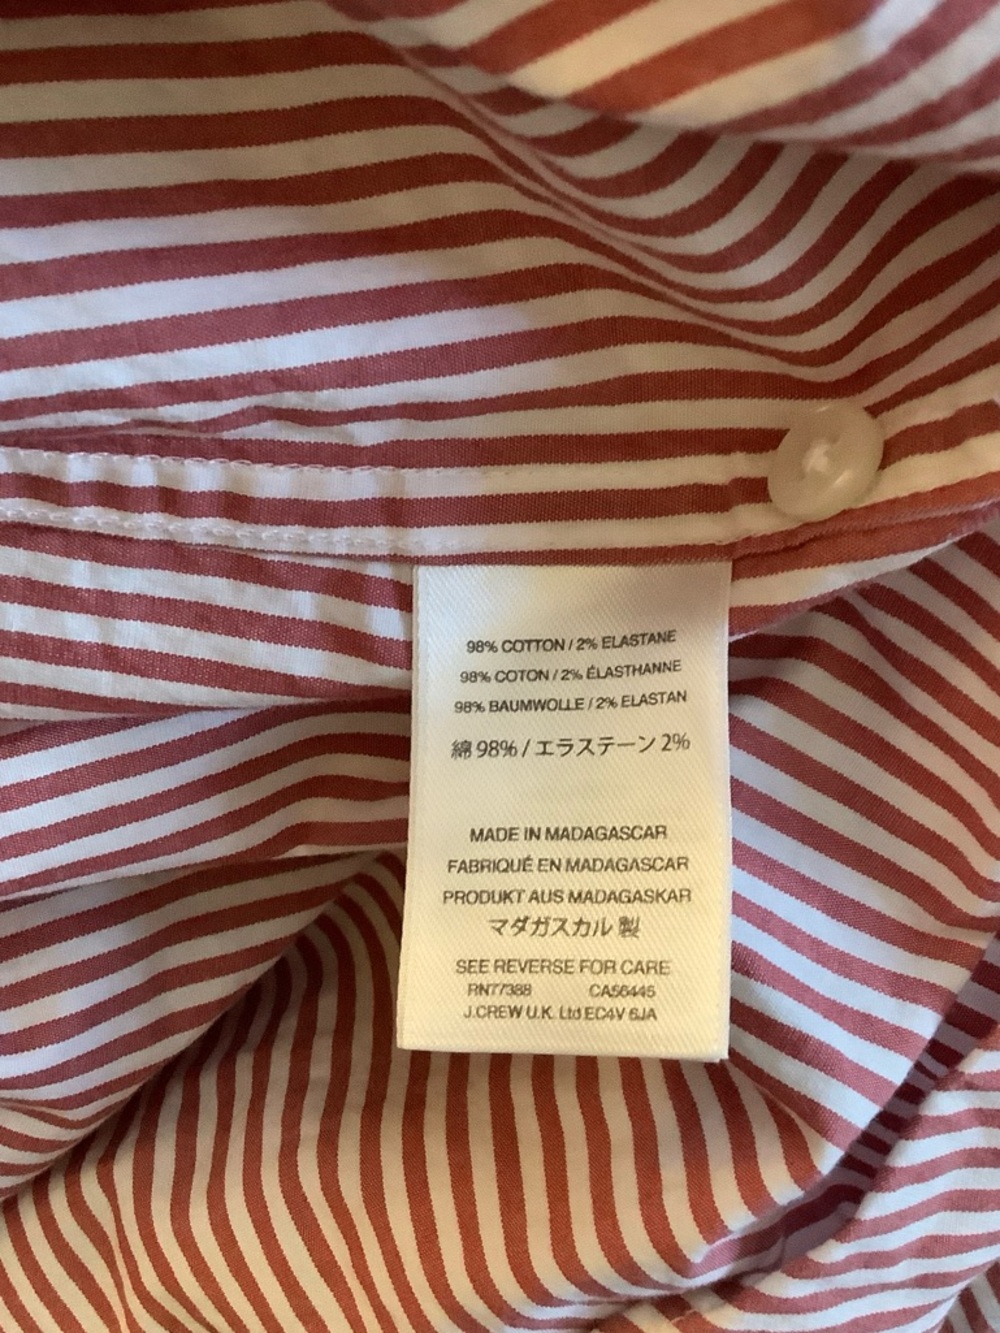 98% COTTON / 2% ELASTANE
98% COTON / 2% ÉLASTHANNE
98% BAUMWOLLE / 2% ELASTAN
綿 98% / エラステーン 2%
MADE IN MADAGASCAR
FABRIQUÉ EN MADAGASCAR
PRODUKT AUS MADAGASKAR
マダガスカル 製
SEE REVERSE FOR CARE
RN77388 CA56445
J.CREW U.K. Ltd EC4V 6JA